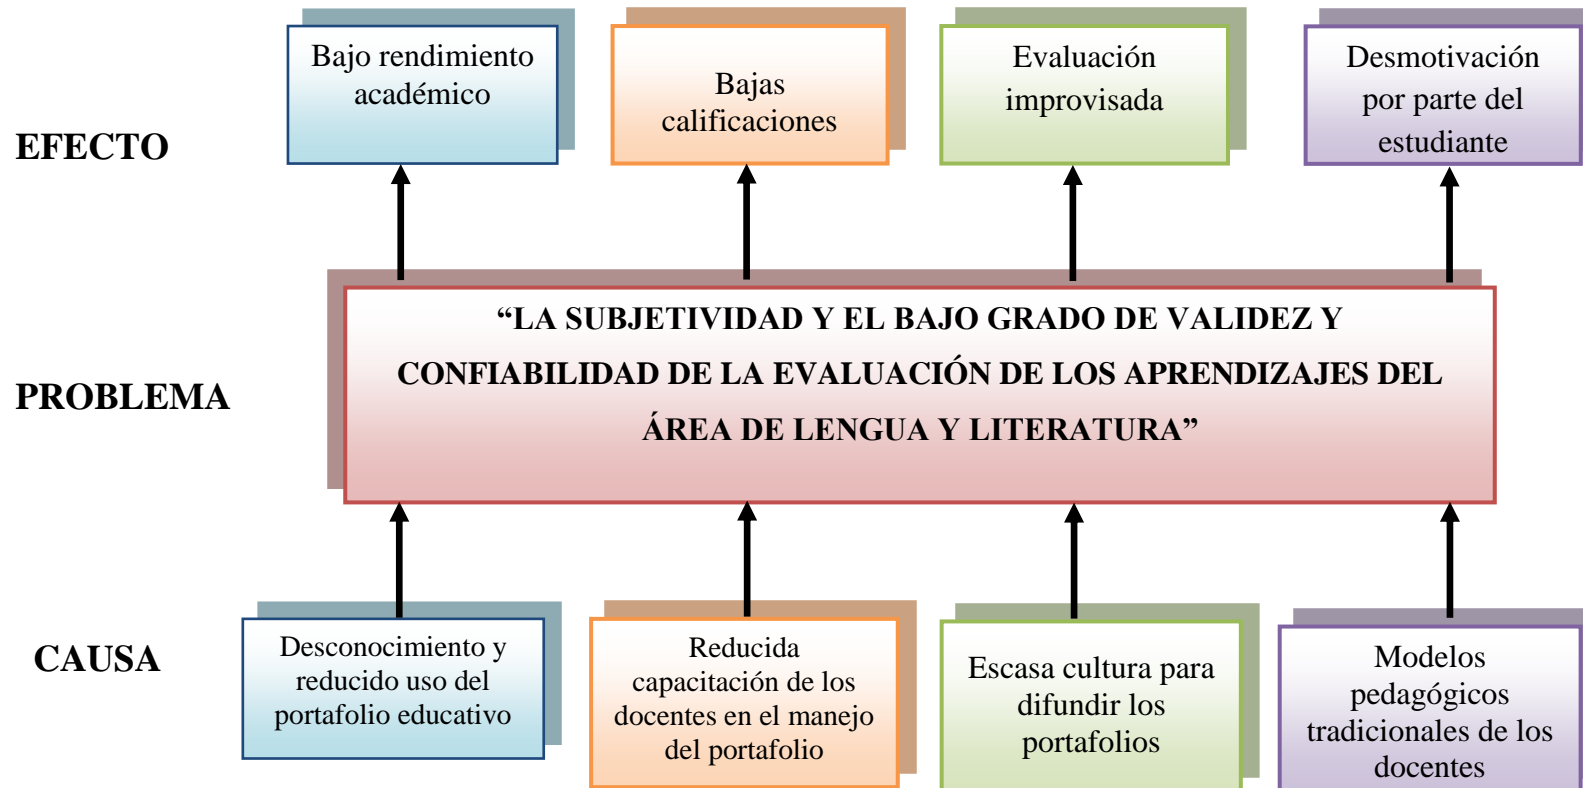 Bajo rendimiento
académico
Bajas
calificaciones
Evaluación
improvisada
Desmotivación
por parte del
estudiante
EFECTO
“LA SUBJETIVIDAD Y EL BAJO GRADO DE VALIDEZ Y
CONFIABILIDAD DE LA EVALUACIÓN DE LOS APRENDIZAJES DEL
ÁREA DE LENGUA Y LITERATURA”
PROBLEMA
CAUSA
Desconocimiento y
reducido uso del
portafolio educativo
Reducida
capacitación de los
docentes en el manejo
del portafolio
Escasa cultura para
difundir los
portafolios
Modelos
pedagógicos
tradicionales de los
docentes